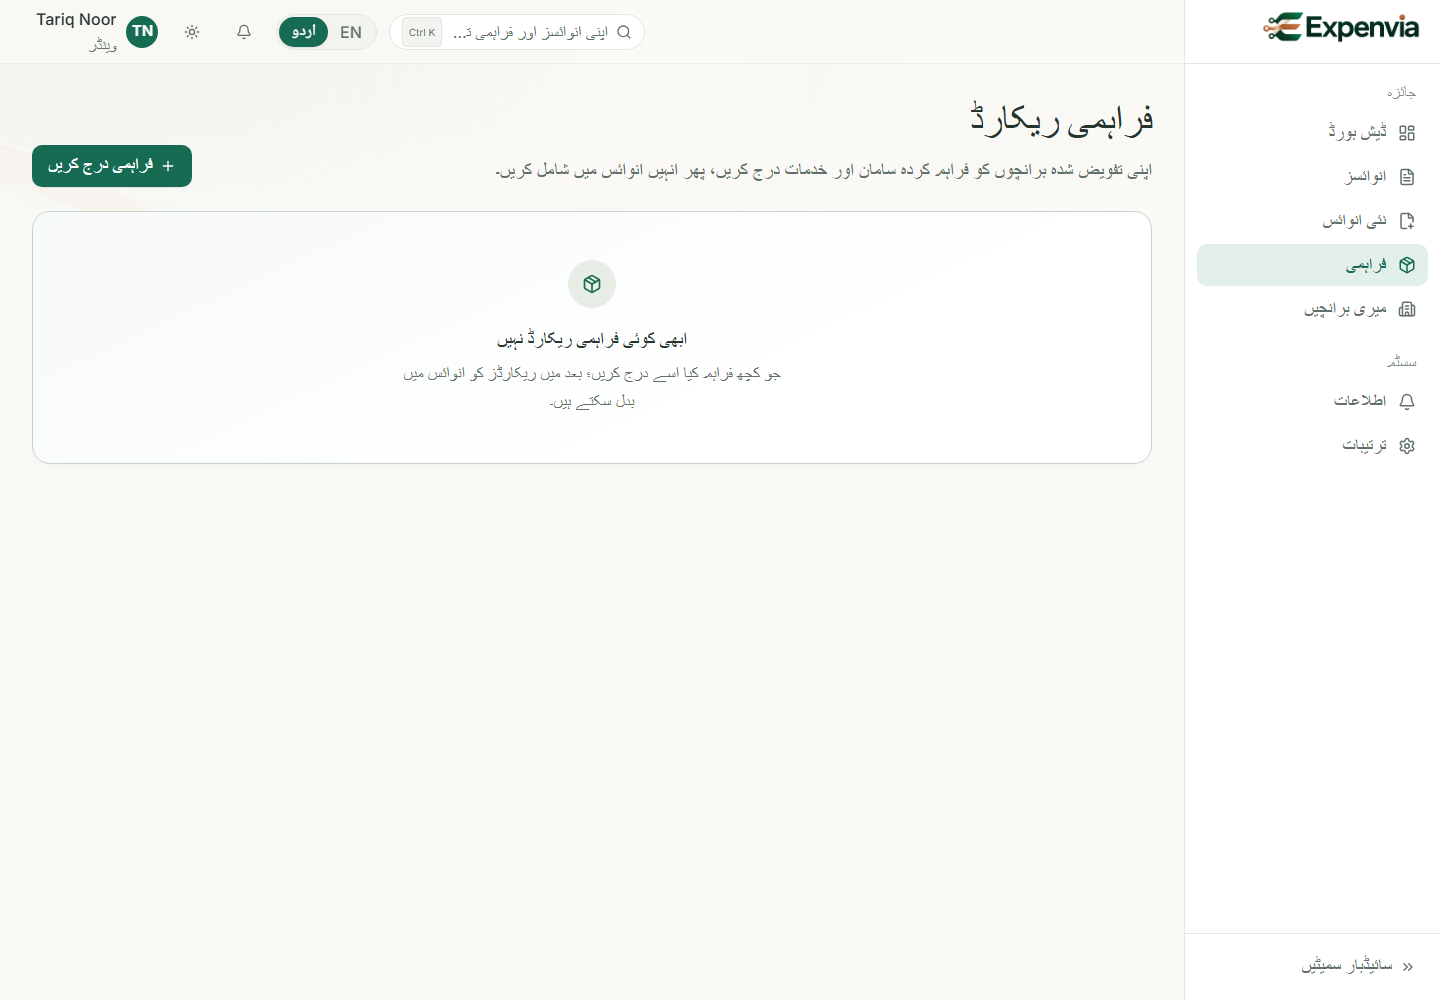 Expenvia
اپنی انوائسز اور فراہمی ت...
Ctrl K
EN
اردو
TN
Tariq Noor
وینڈر
جائزہ
ڈیش بورڈ
انوائسز
نئی انوائس
فراہمی
میری برانچیں
سسٹم
اطلاعات
ترتیبات
سائیڈبار سمیٹیں
فراہمی ریکارڈ
اپنی تفویض شدہ برانچوں کو فراہم کردہ سامان اور خدمات درج کریں، پھر انہیں انوائس میں شامل کریں۔
فراہمی درج کریں
ابھی کوئی فراہمی ریکارڈ نہیں
جو کچھ فراہم کیا اسے درج کریں؛ بعد میں ریکارڈز کو انوائس میں
بدل سکتے ہیں۔